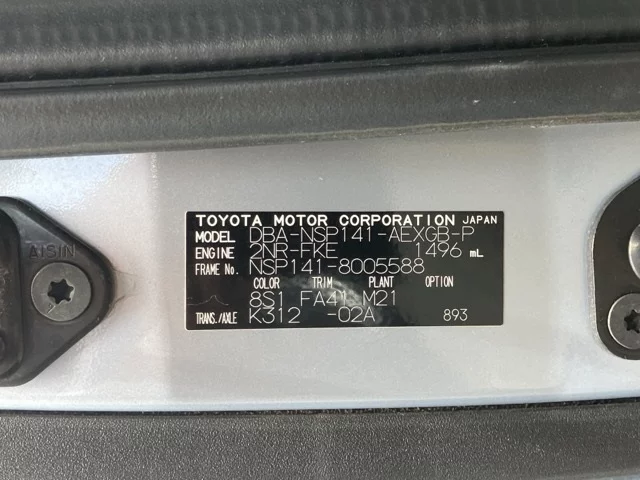 AISIN
TOYOTA MOTOR CORPORATION JAPAN
MODEL DBA-NSP141-AEXGB-P
ENGINE 2NR-FKE 1496 mL
FRAME No. NSP141-8005588
COLOR TRIM PLANT OPTION
8S1 FA41 M21
TRANS./AXLE K312 -02A 893